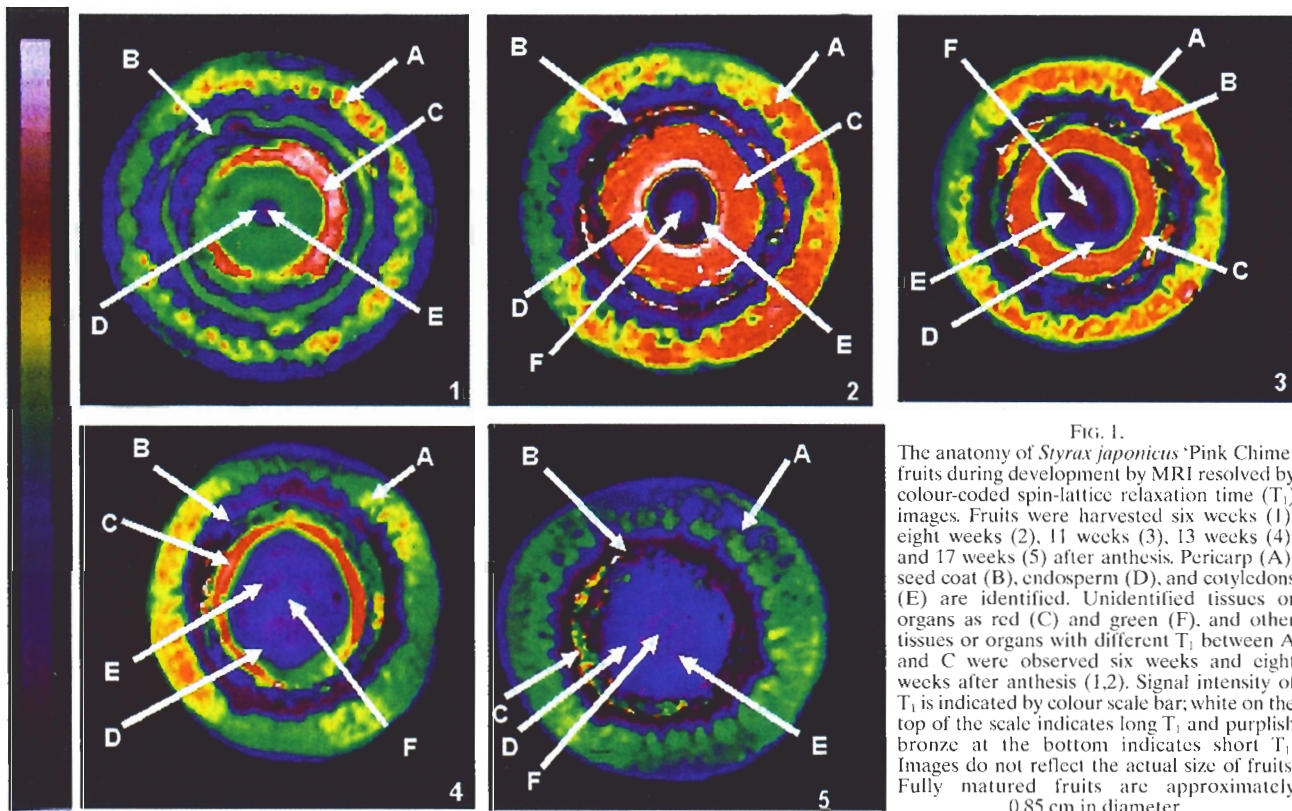 B
A
C
D
E
1
B
A
C
D
F
E
2
F
A
B
E
D
C
3
B
A
C
E
D
F
4
B
A
C
D
F
E
5
FIG. 1.
The anatomy of Styrax japonicus ‘Pink Chime
fruits during development by MRI resolved by
colour-coded spin-lattice relaxation time (T1)
images. Fruits were harvested six weeks (1)
eight weeks (2), 11 weeks (3), 13 weeks (4)
and 17 weeks (5) after anthesis. Pericarp (A)
seed coat (B), endosperm (D), and cotyledons
(E) are identified. Unidentified tissues or
organs as red (C) and green (F). and other
tissues or organs with different T1 between A
and C were observed six weeks and eight
weeks after anthesis (1,2). Signal intensity of
T1 is indicated by colour scale bar; white on the
top of the scale indicates long T1 and purplish
bronze at the bottom indicates short T1
Images do not reflect the actual size of fruits
Fully matured fruits are approximately
0.85 cm in diameter